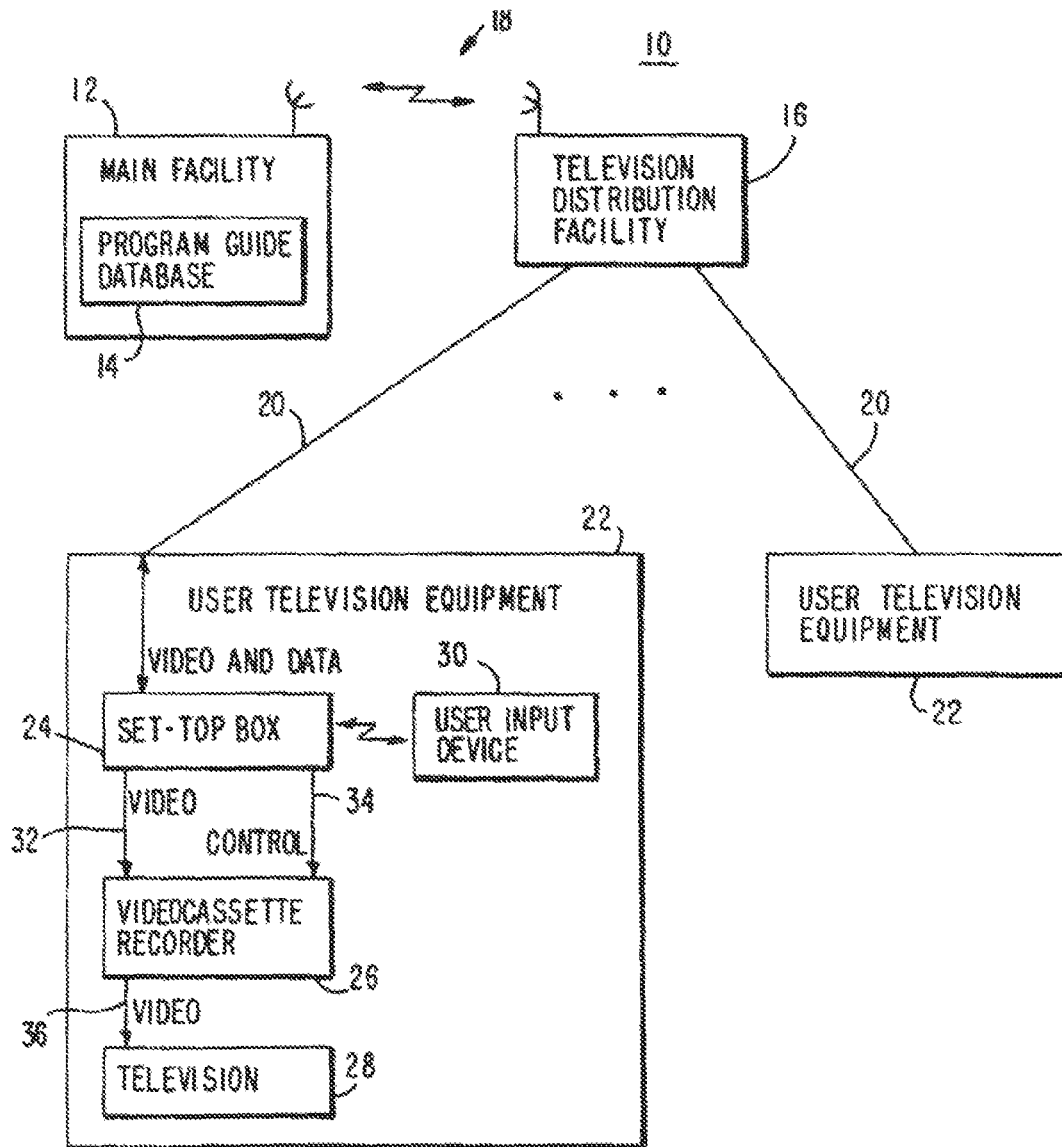 18
10
12
16
MAIN FACILITY
PROGRAM GUIDE
DATABASE
14
TELEVISION
DISTRIBUTION
FACILITY
20
. . .
20
22
USER TELEVISION EQUIPMENT
VIDEO AND DATA
30
24
SET-TOP BOX
USER INPUT
DEVICE
USER TELEVISION
EQUIPMENT
22
VIDEO
34
32
CONTROL
VIDEOCASSETTE
RECORDER
26
36
VIDEO
TELEVISION
28